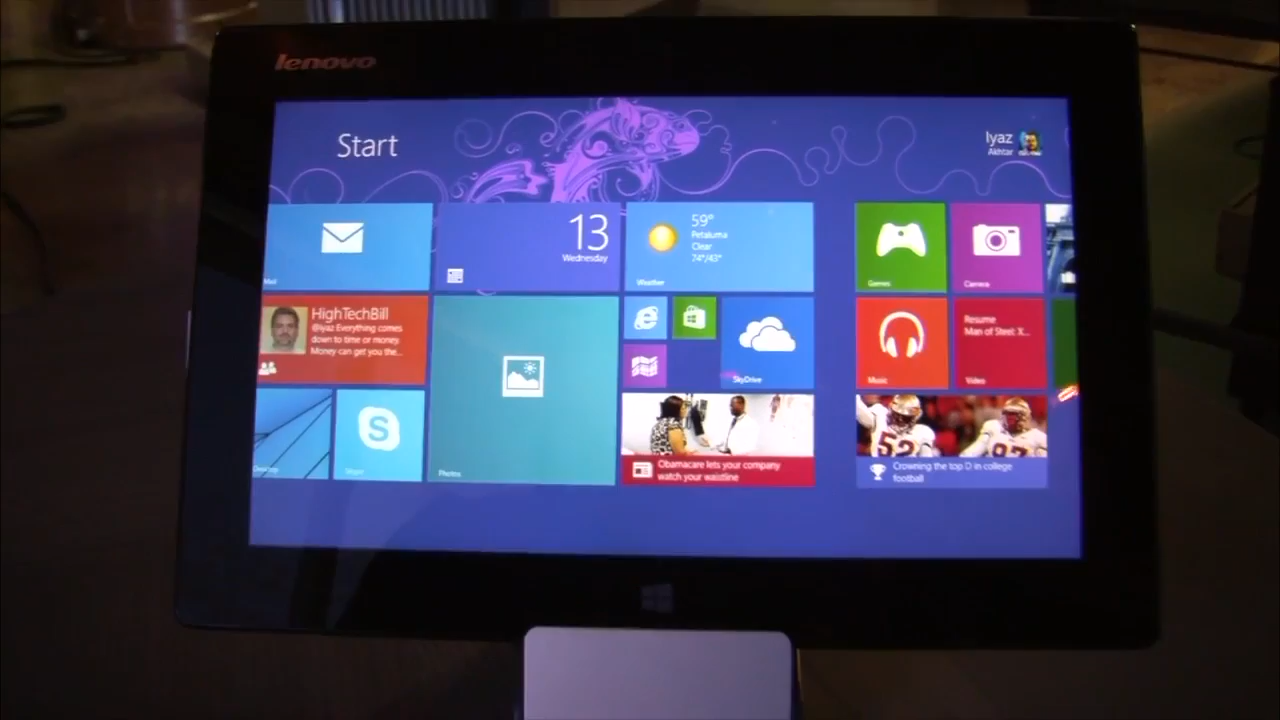 lenovo
Start
Iyaz
Akhtar
Mail
13
Wednesday
59°
Petaluma
Clear
74°/43°
Weather
Games
Camera
HighTechBill
@iyaz Everything comes
down to time or money.
Money can get you the...
SkyDrive
Music
Resume
Man of Steel: X...
Video
Desktop
Skype
S
Photos
Obamacare lets your company
watch your waistline
52
97
Crowning the top D in college
football